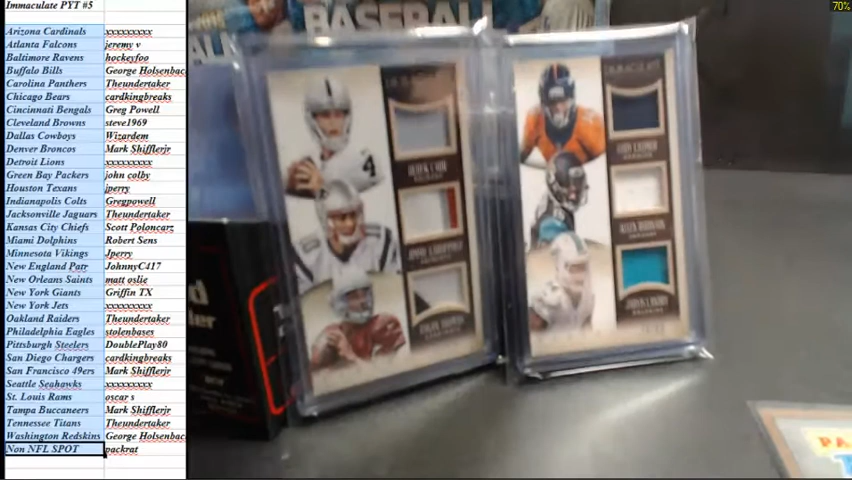 Immaculate PYT #5
Arizona Cardinals xxxxxxxxx
Atlanta Falcons jeremy v
Baltimore Ravens hockeyfoo
Buffalo Bills George Holsenbac
Carolina Panthers Theundertaker
Chicago Bears cardkingbreaks
Cincinnati Bengals Greg Powell
Cleveland Browns steve1969
Dallas Cowboys Wizardem
Denver Broncos Mark Shifflerjr
Detroit Lions xxxxxxxxx
Green Bay Packers john colby
Houston Texans jperry
Indianapolis Colts Gregpowell
Jacksonville Jaguars Theundertaker
Kansas City Chiefs Scott Poloncarz
Miami Dolphins Robert Sens
Minnesota Vikings Jperry
New England Patr JohnnyC417
New Orleans Saints matt oslie
New York Giants Griffin TX
New York Jets xxxxxxxxx
Oakland Raiders Theundertaker
Philadelphia Eagles stolenbases
Pittsburgh Steelers DoublePlay80
San Diego Chargers cardkingbreaks
San Francisco 49ers Mark Shifflerjr
Seattle Seahawks xxxxxxxxx
St. Louis Rams oscar s
Tampa Buccaneers Mark Shifflerjr
Tennessee Titans Theundertaker
Washington Redskins George Holsenbac
Non NFL SPOT packrat
BASEBALL
70%
4
DEREK CARR